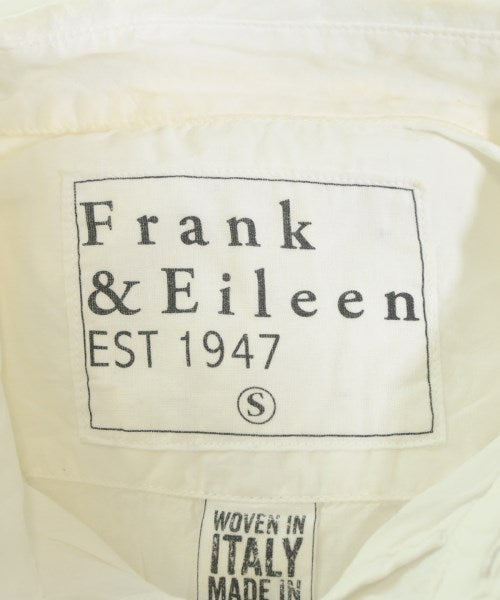 Frank
& Eileen
EST 1947
S
WOVEN IN
ITALY
MADE IN